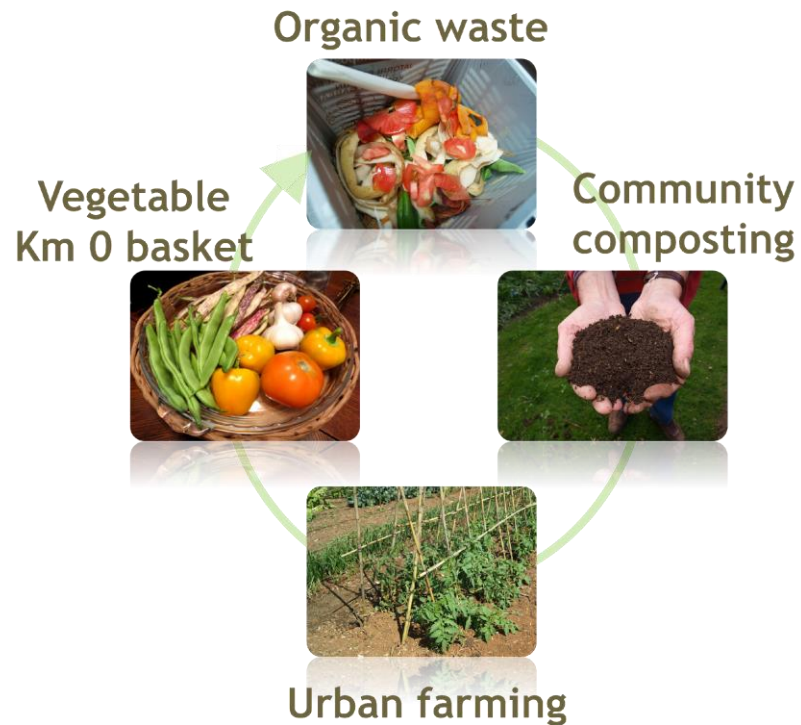 Organic waste
Community
composting
Vegetable
Km 0 basket
Urban farming